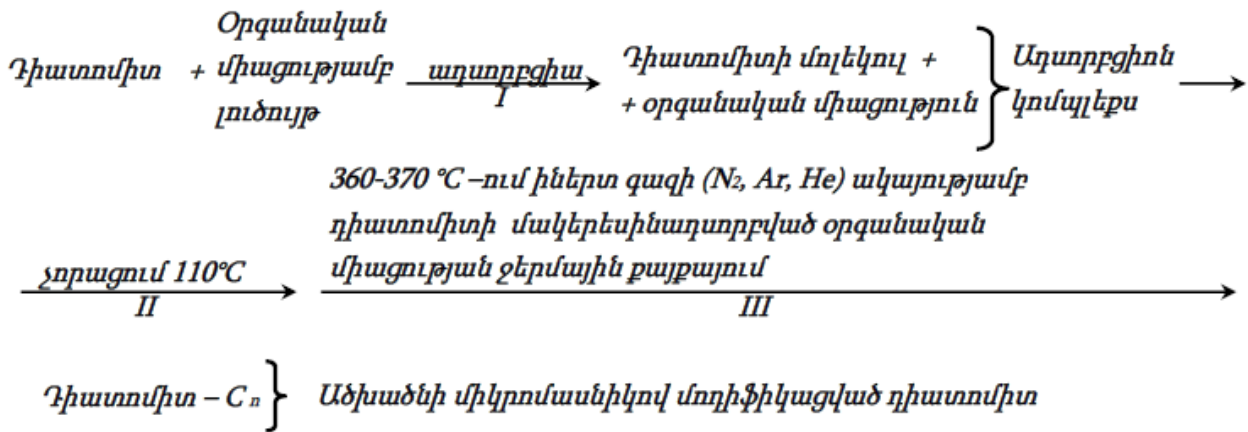 Դիատոմիտ + Օրգանական միացությամբ լուծույթ ադսորբցիա I Դիատոմիտի մոլեկուլ + + օրգանական միացություն } Ադսորբցիոն կոմպլեքս
360-370 °C –ում իներտ գազի (N₂, Ar, He) ակայությամբ
դիատոմիտի մակերեսինադսորբված օրգանական
միացության ջերմային քայքայում
չորացում 110°C
II III
Դիատոմիտ – C n } Ածխածնի միկրոմասնիկով մոդիֆիկացված դիատոմիտ